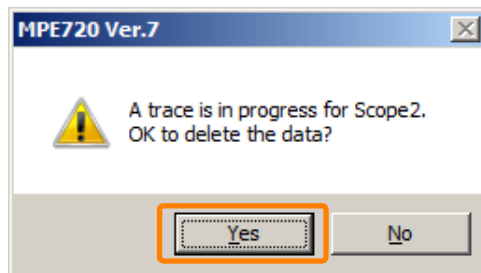 MPE720 Ver.7
A trace is in progress for Scope2.
OK to delete the data?
Yes
No